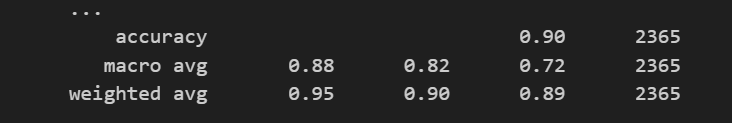 ...
accuracy 0.90 2365
macro avg 0.88 0.82 0.72 2365
weighted avg 0.95 0.90 0.89 2365